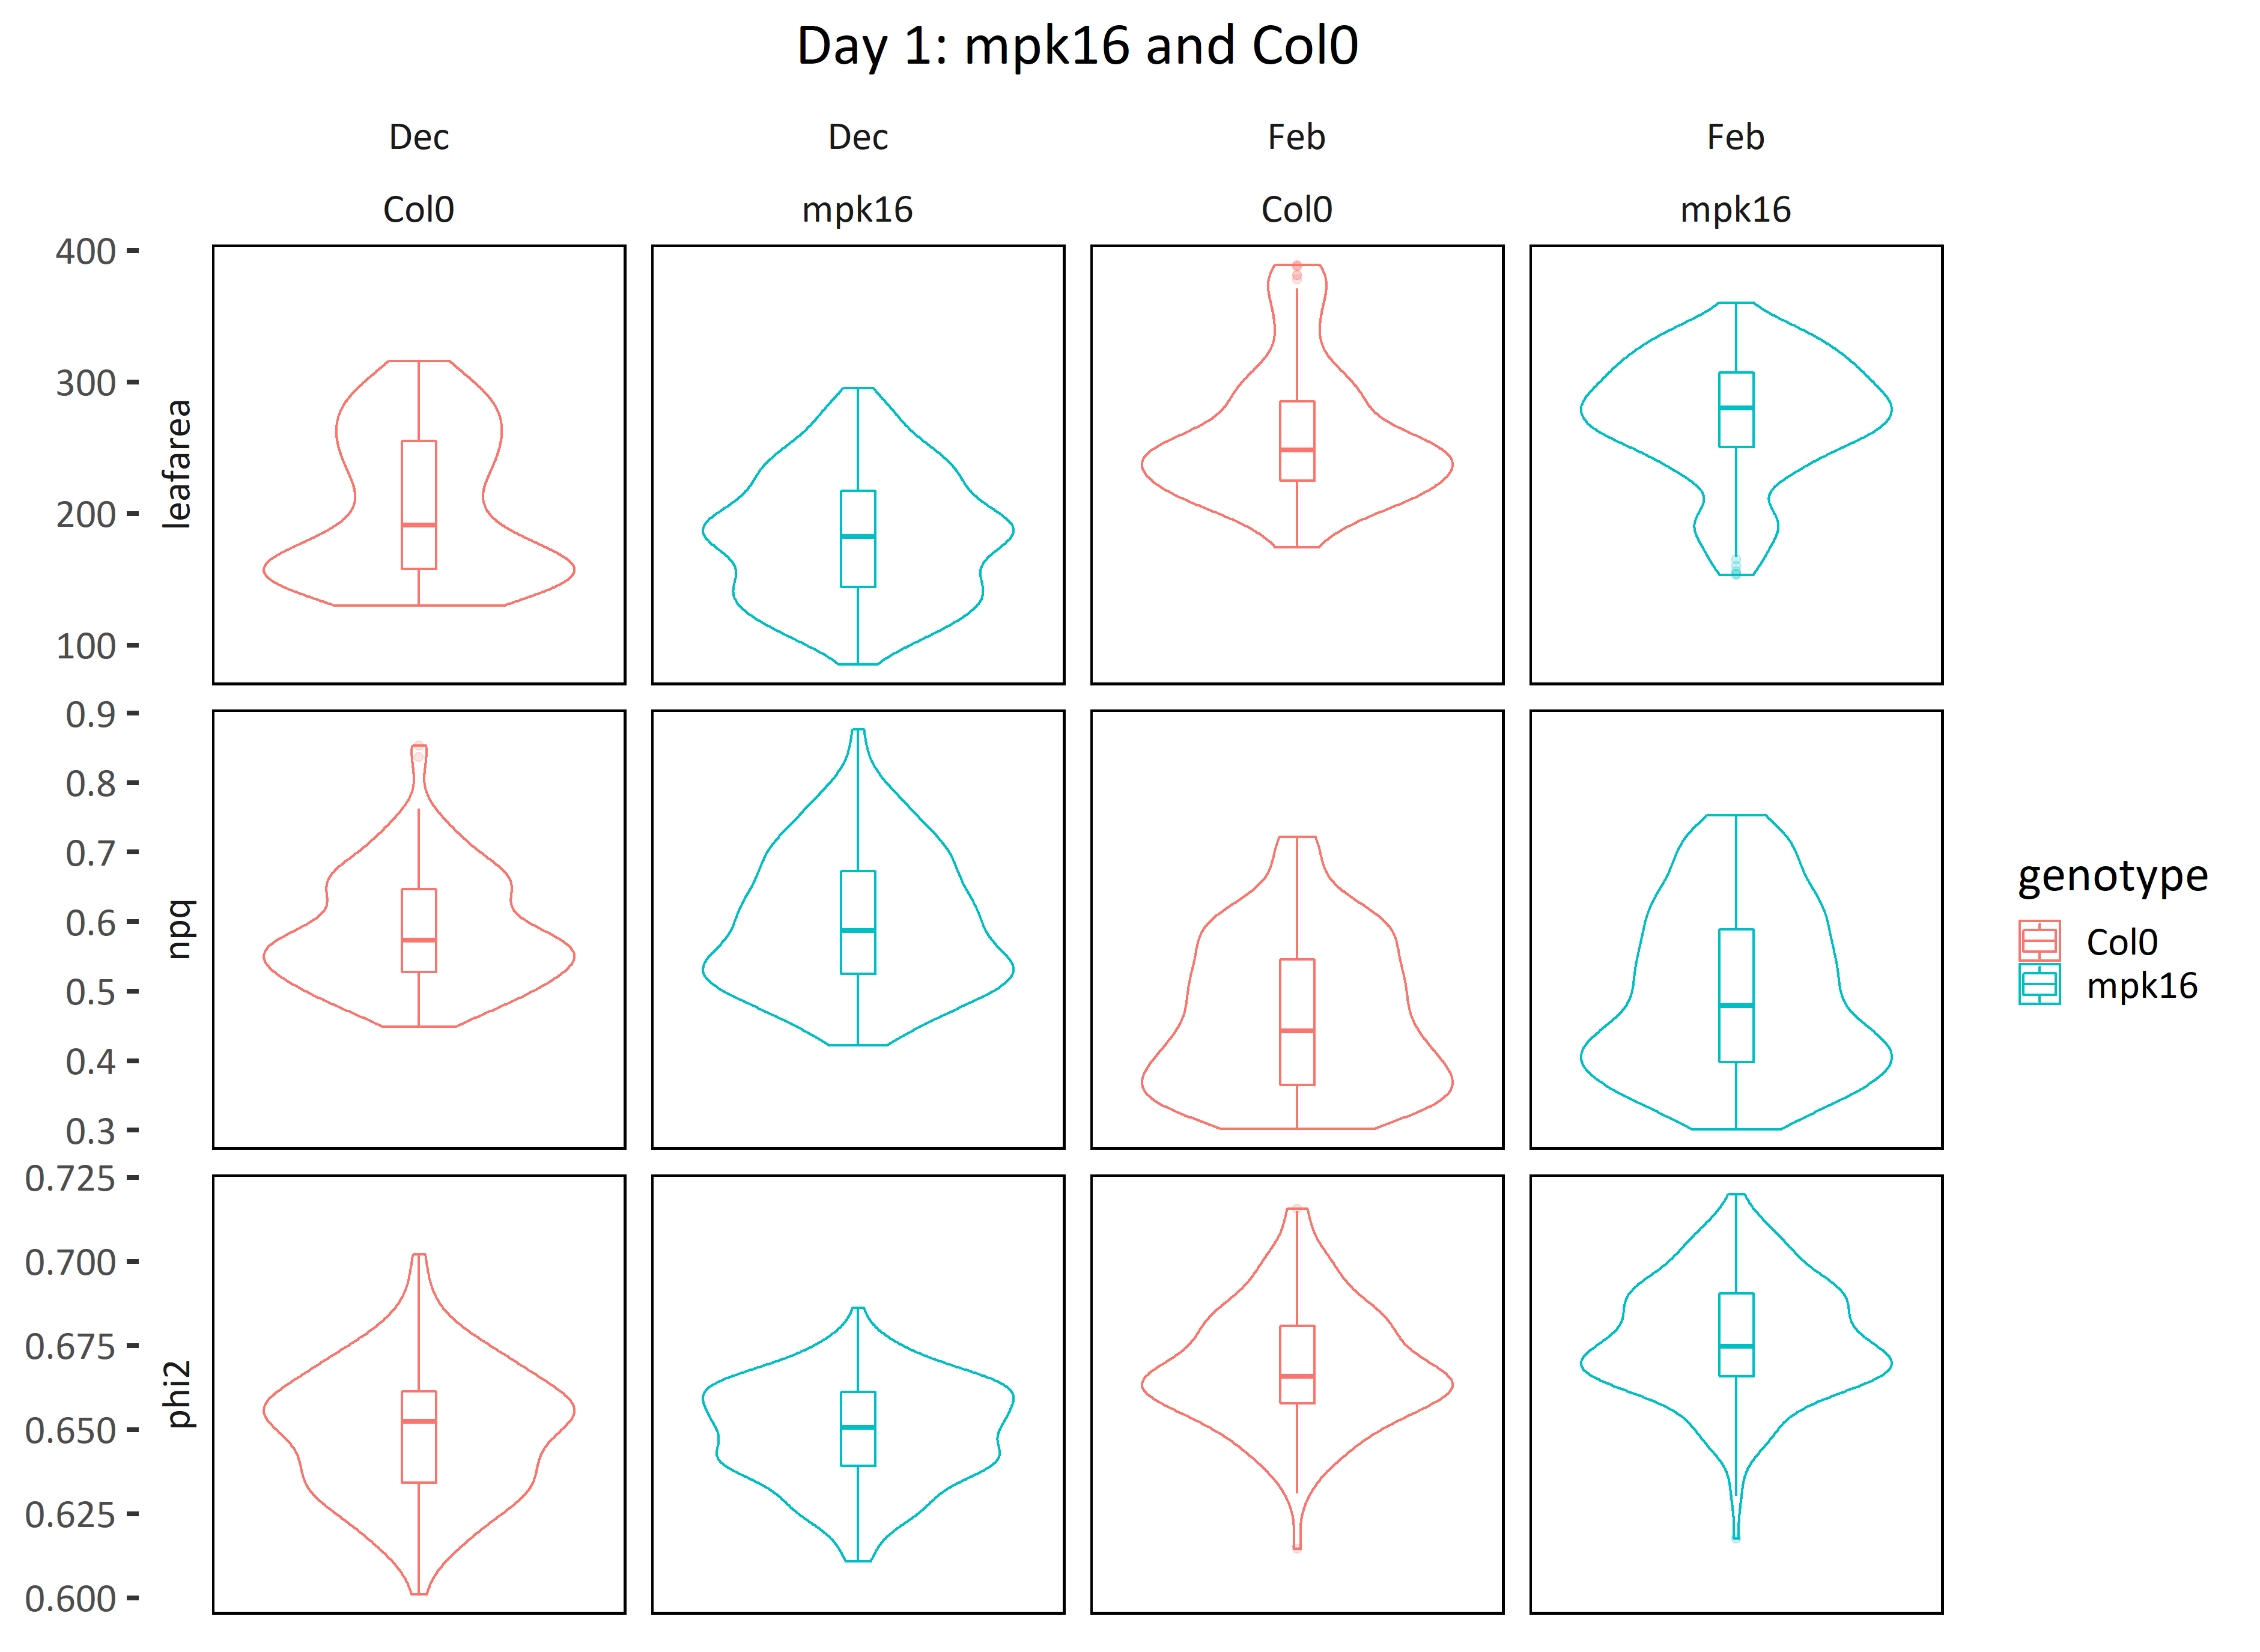 Day 1: mpk16 and Col0
Dec Dec Feb Feb
Col0 mpk16 Col0 mpk16
400
300
200
100
leafarea
0.9
0.8
0.7
0.6
0.5
0.4
0.3
npq
0.725
0.700
0.675
0.650
0.625
0.600
phi2
genotype
Col0
mpk16